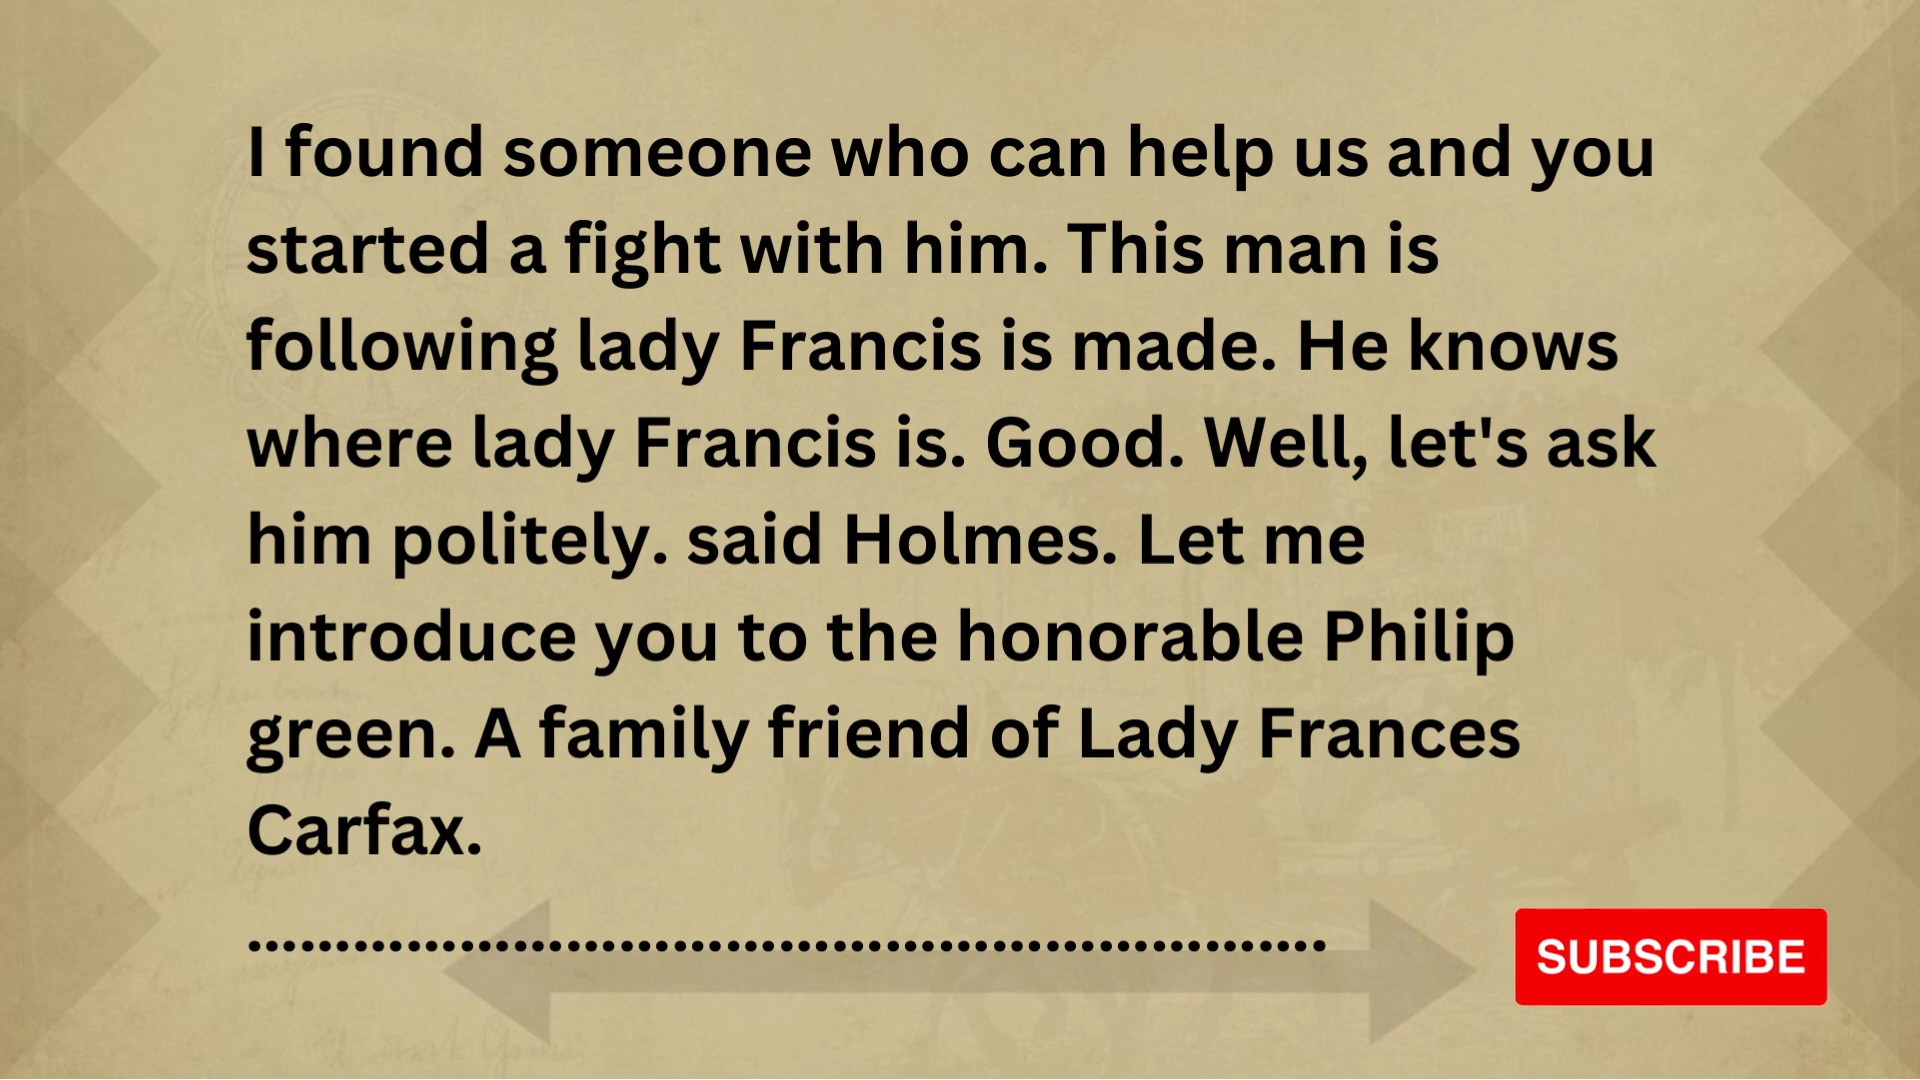 I found someone who can help us and you
started a fight with him. This man is
following lady Francis is made. He knows
where lady Francis is. Good. Well, let's ask
him politely. said Holmes. Let me
introduce you to the honorable Philip
green. A family friend of Lady Frances
Carfax.
.............................................................
SUBSCRIBE